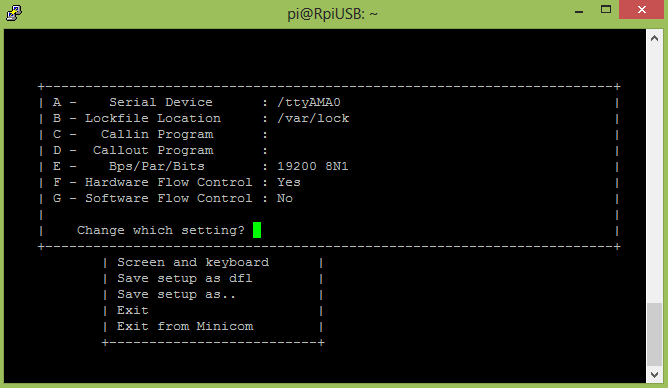 pi@RpiUSB: ~
A -    Serial Device      : /ttyAMA0
B - Lockfile Location     : /var/lock
C -   Callin Program      :
D -  Callout Program      :
E -    Bps/Par/Bits       : 19200 8N1
F - Hardware Flow Control : Yes
G - Software Flow Control : No
Change which setting?
Screen and keyboard
Save setup as dfl
Save setup as..
Exit
Exit from Minicom